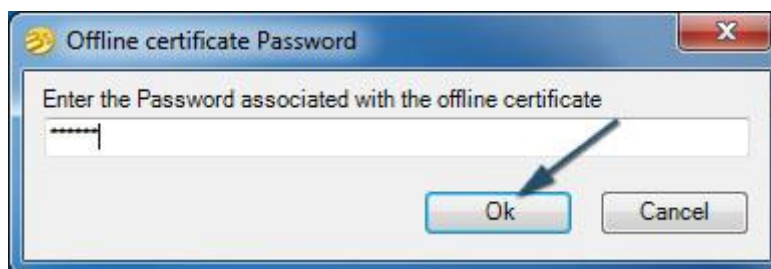 Offline certificate Password
Enter the Password associated with the offline certificate
******
Ok
Cancel